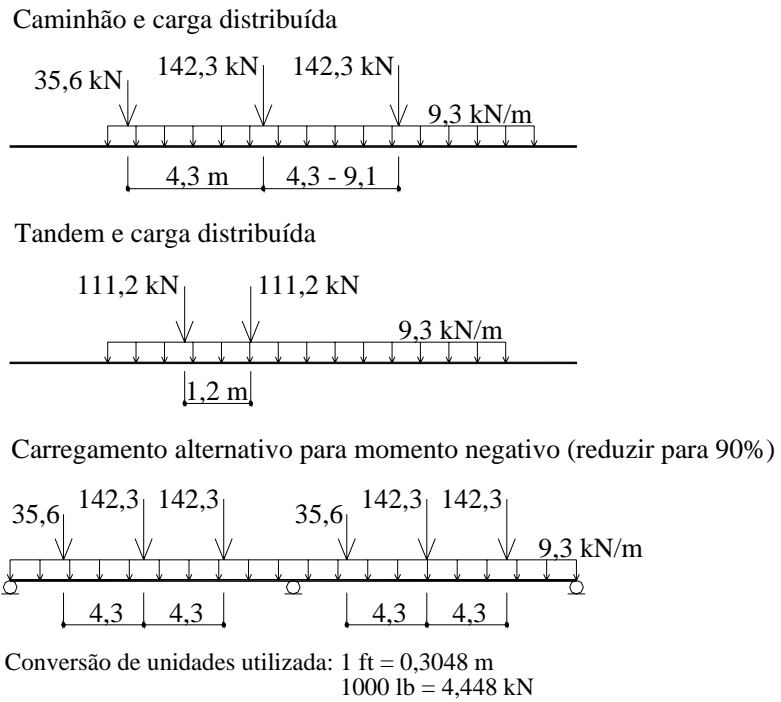 Caminhão e carga distribuída
35,6 kN 142,3 kN 142,3 kN
9,3 kN/m
4,3 m 4,3 - 9,1
Tandem e carga distribuída
111,2 kN 111,2 kN
9,3 kN/m
1,2 m
Carregamento alternativo para momento negativo (reduzir para 90%)
35,6 142,3 142,3 35,6 142,3 142,3
9,3 kN/m
4,3 4,3 4,3 4,3
Conversão de unidades utilizada: 1 ft = 0,3048 m
1000 lb = 4,448 kN